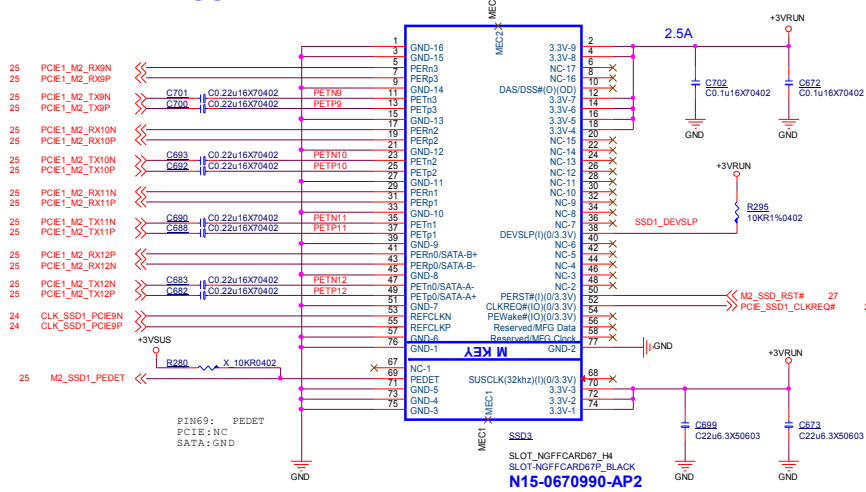 MEC2
+3VRUN
2.5A
1 GND-16 3.3V-9 2
3 GND-15 3.3V-8 4
25 PCIE1_M2_RX9N 5 PERn3 NC-17 6
25 PCIE1_M2_RX9P 7 PERp3 NC-16 8
9 GND-14 DAS/DSS#(O)(OD) 10
25 PCIE1_M2_TX9N C701 C0.22u16X70402 PETN9 11 PETn3 3.3V-7 12
25 PCIE1_M2_TX9P C700 C0.22u16X70402 PETP9 13 PETp3 3.3V-6 14
15 GND-13 3.3V-5 16
25 PCIE1_M2_RX10N 17 PERn2 3.3V-4 18
25 PCIE1_M2_RX10P 19 PERp2 NC-15 20
21 GND-12 NC-14 22
25 PCIE1_M2_TX10N C693 C0.22u16X70402 PETN10 23 PETn2 NC-13 24
25 PCIE1_M2_TX10P C692 C0.22u16X70402 PETP10 25 PETp2 NC-12 26
27 GND-11 NC-11 28
25 PCIE1_M2_RX11N 29 PERn1 NC-10 30
25 PCIE1_M2_RX11P 31 PERp1 NC-9 32
33 GND-10 NC-8 34
25 PCIE1_M2_TX11N C690 C0.22u16X70402 PETN11 35 PETn1 NC-7 36
25 PCIE1_M2_TX11P C688 C0.22u16X70402 PETP11 37 PETp1 DEVSLP(I)(0/3.3V) 38 SSD1_DEVSLP
39 GND-9 NC-6 40
25 PCIE1_M2_RX12P 41 PERn0/SATA-B+ NC-5 42
25 PCIE1_M2_RX12N 43 PERp0/SATA-B- NC-4 44
45 GND-8 NC-3 46
25 PCIE1_M2_TX12N C683 C0.22u16X70402 PETN12 47 PETn0/SATA-A- NC-2 48
25 PCIE1_M2_TX12P C682 C0.22u16X70402 PETP12 49 PETp0/SATA-A+ PERST#(I)(0/3.3V) 50 M2_SSD_RST# 27
51 GND-7 CLKREQ#(IO)(0/3.3V) 52 PCIE_SSD1_CLKREQ#
24 CLK_SSD1_PCIE9N 53 REFCLKN PEWake#(IO)(0/3.3V) 54
24 CLK_SSD1_PCIE9P 55 REFCLKP Reserved/MFG Data 56
57 GND-6 Reserved/MFG Clock 58
76 GND-1 GND-2 77 GND
M KEY
67 NC-1 SUSCLK(32khz)(I)(0/3.3V) 68
25 M2_SSD1_PEDET 69 PEDET 3.3V-3 70
71 GND-5 3.3V-2 72
73 GND-4 3.3V-1 74
75 GND-3
C702
C0.1u16X70402
C672
C0.1u16X70402
GND
GND
+3VRUN
R295
10KR1%0402
+3VSUS
R280 X_10KR0402
+3VRUN
C699
C22u6.3X50603
C673
C22u6.3X50603
GND
GND
PIN69: PEDET
PCIE:NC
SATA:GND
GND
MEC1
MEC1
SSD3
SLOT_NGFFCARD67_H4
SLOT-NGFFCARD67P_BLACK
N15-0670990-AP2